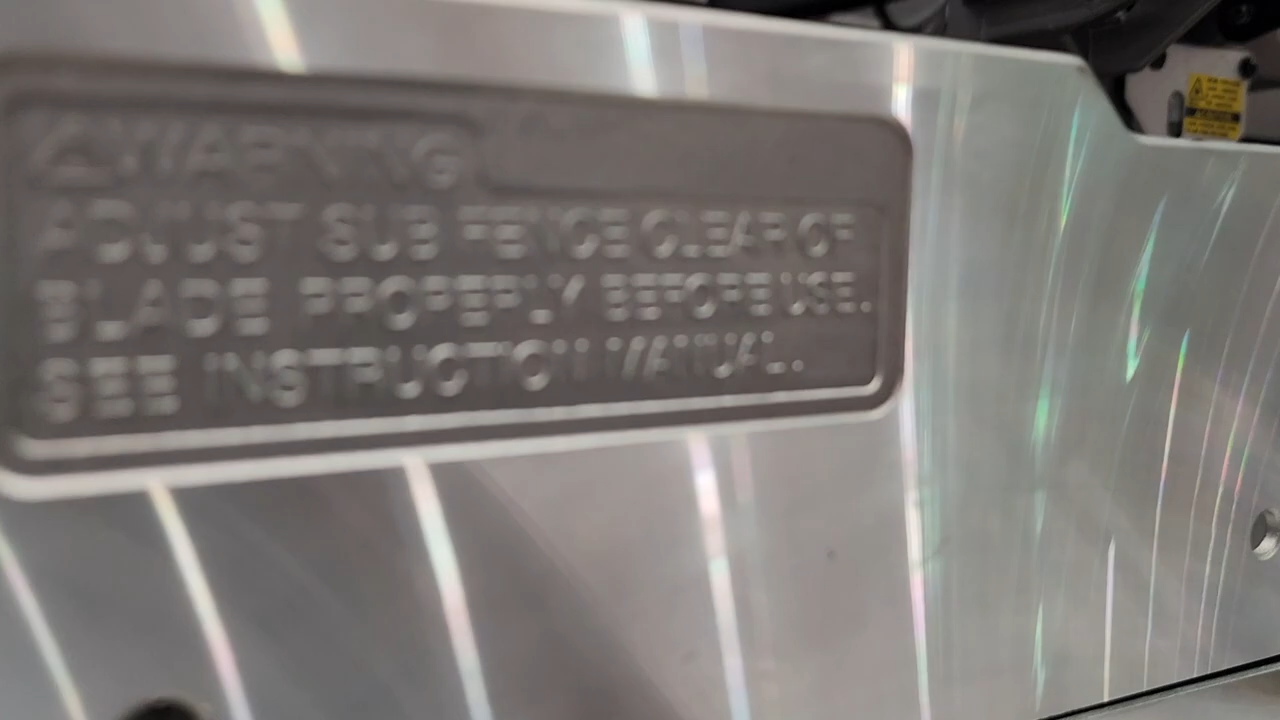 ⚠WARNING
ADJUST SUB FENCE CLEAR OF
BLADE PROPERLY BEFORE USE.
SEE INSTRUCTION MANUAL.